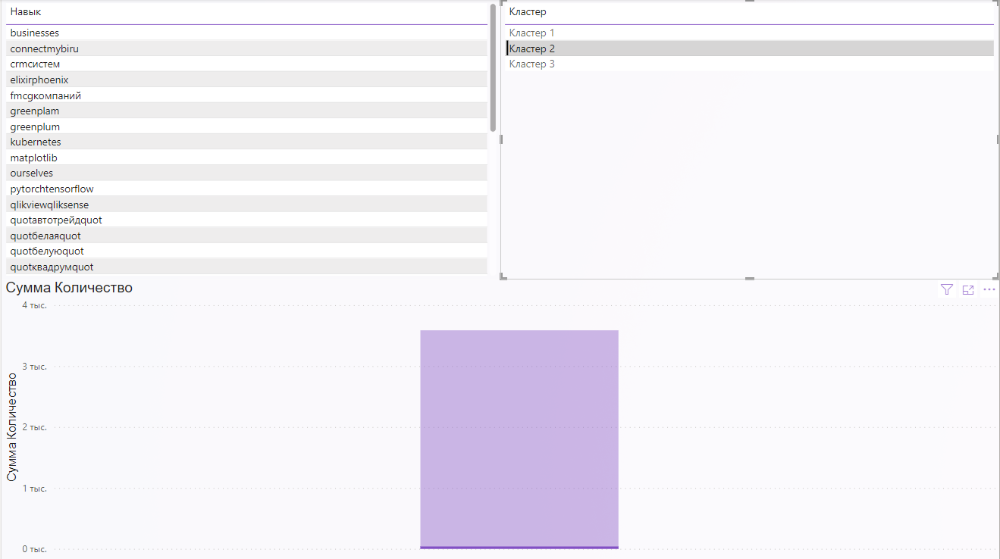 Навык
businesses
connectmybiru
crmсистем
elixirphoenix
fmcgкомпаний
greenplam
greenplum
kubernetes
matplotlib
ourselves
pytorchtensorflow
qlikviewqliksense
quotавтотрейдquot
quotбелаяquot
quotбелуюquot
quotквадрумquot
Кластер
Кластер 1
Кластер 2
Кластер 3
Сумма Количество
Сумма Количество
4 тыс.
3 тыс.
2 тыс.
1 тыс.
0 тыс.